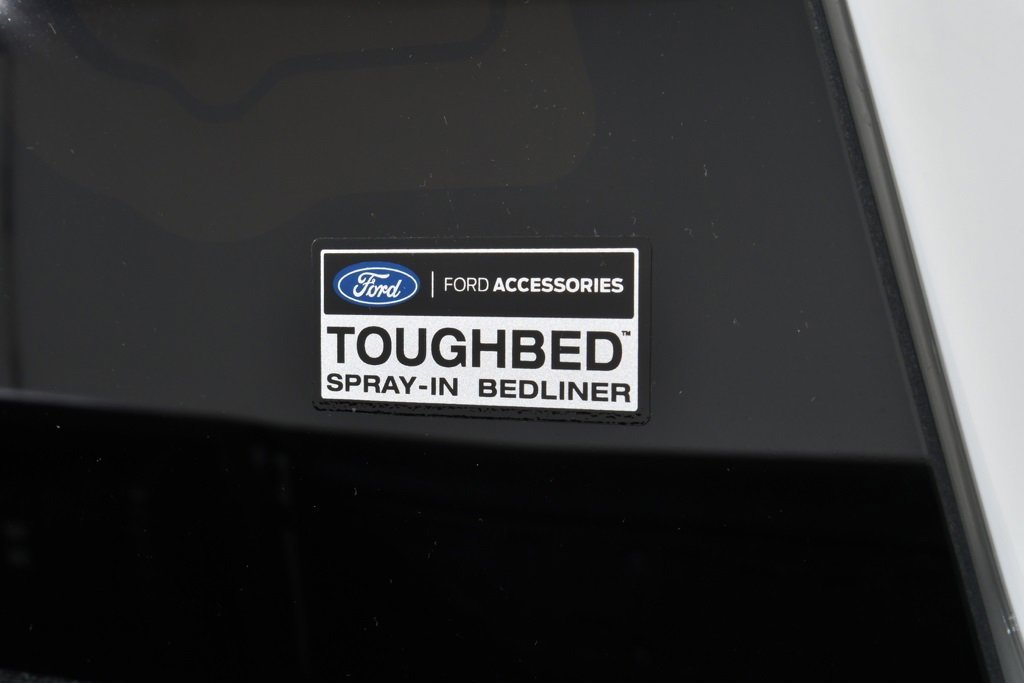 Ford | FORD ACCESSORIES
TOUGHBED™
SPRAY-IN BEDLINER